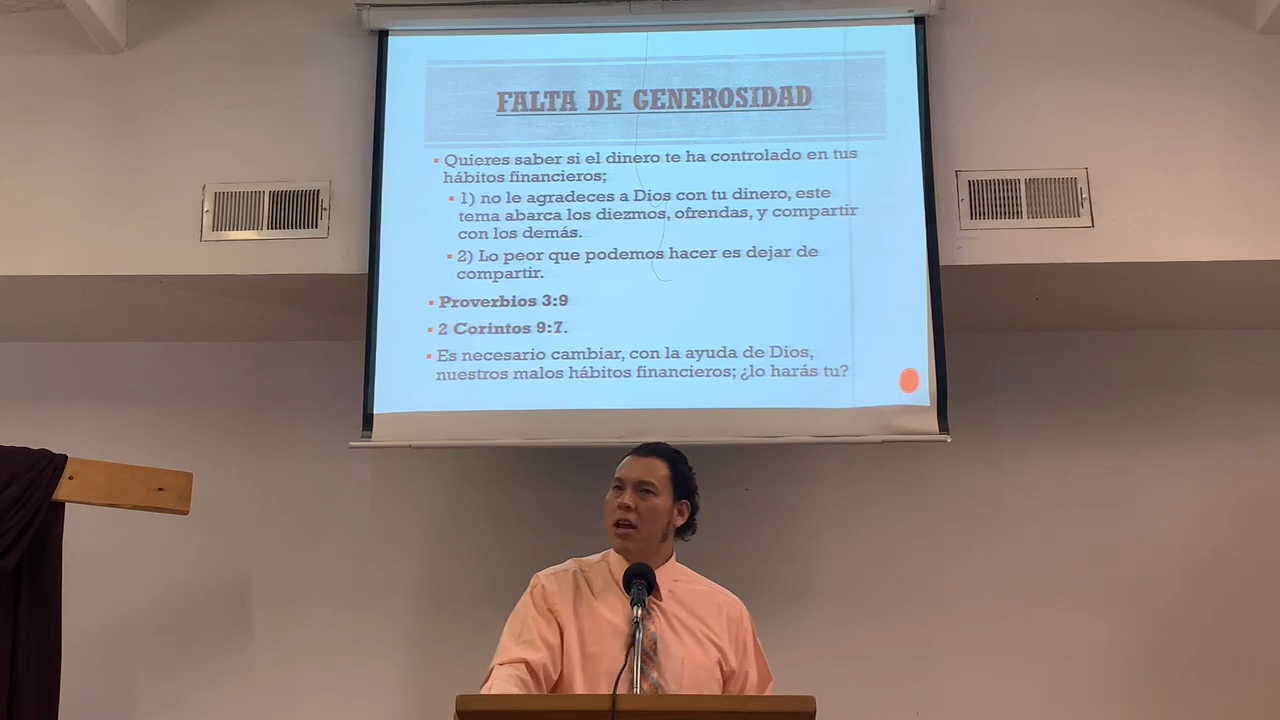 FALTA DE GENEROSIDAD
Quieres saber si el dinero te ha controlado en tus
hábitos financieros;
1) no le agradeces a Dios con tu dinero, este
tema abarca los diezmos, ofrendas, y compartir
con los demás.
2) Lo peor que podemos hacer es dejar de
compartir.
Proverbios 3:9
2 Corintos 9:7.
Es necesario cambiar, con la ayuda de Dios,
nuestros malos hábitos financieros; ¿lo harás tu?